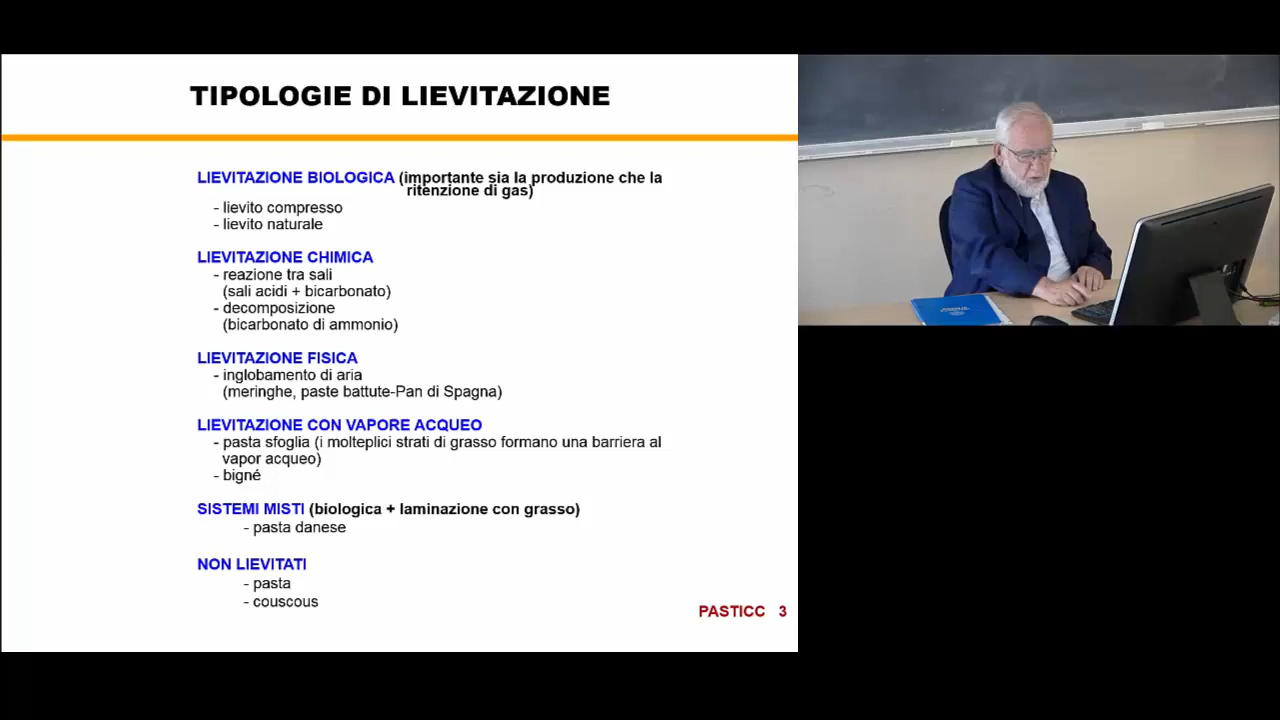 TIPOLOGIE DI LIEVITAZIONE
LIEVITAZIONE BIOLOGICA (importante sia la produzione che la
ritenzione di gas)
- lievito compresso
- lievito naturale
LIEVITAZIONE CHIMICA
- reazione tra sali
(sali acidi + bicarbonato)
- decomposizione
(bicarbonato di ammonio)
LIEVITAZIONE FISICA
- inglobamento di aria
(meringhe, paste battute-Pan di Spagna)
LIEVITAZIONE CON VAPORE ACQUEO
- pasta sfoglia (i molteplici strati di grasso formano una barriera al
vapor acqueo)
- bigné
SISTEMI MISTI (biologica + laminazione con grasso)
- pasta danese
NON LIEVITATI
- pasta
- couscous
PASTICC 3